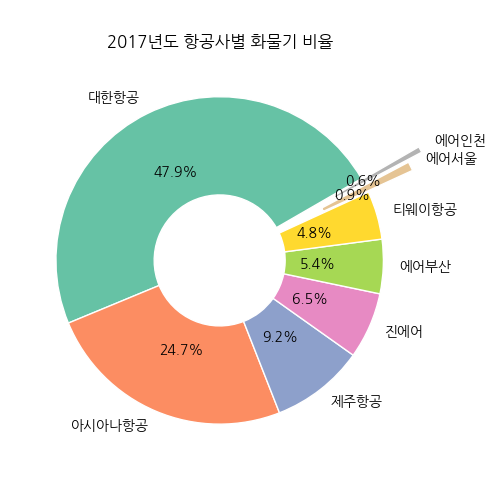 2017년도 항공사별 화물기 비율
대한항공
47.9%
아시아나항공
24.7%
제주항공
9.2%
진에어
6.5%
에어부산
5.4%
티웨이항공
4.8%
에어서울
0.9%
에어인천
0.6%